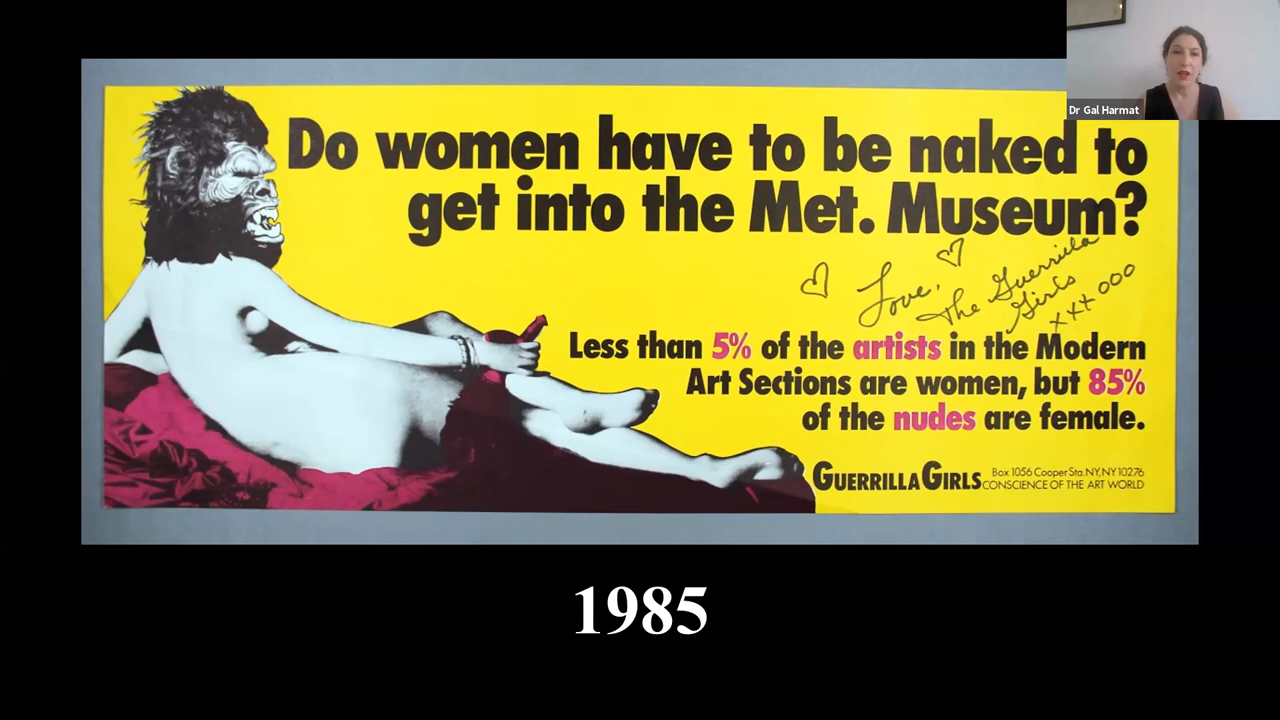 Dr Gal Harmat
Do women have to be naked to
get into the Met. Museum?
Love,
The Guerrilla
Girls
xxx ooo
Less than 5% of the artists in the Modern
Art Sections are women, but 85%
of the nudes are female.
GUERRILLA GIRLS Box 1056 Cooper Sta. NY, NY 10276
CONSCIENCE OF THE ART WORLD
1985